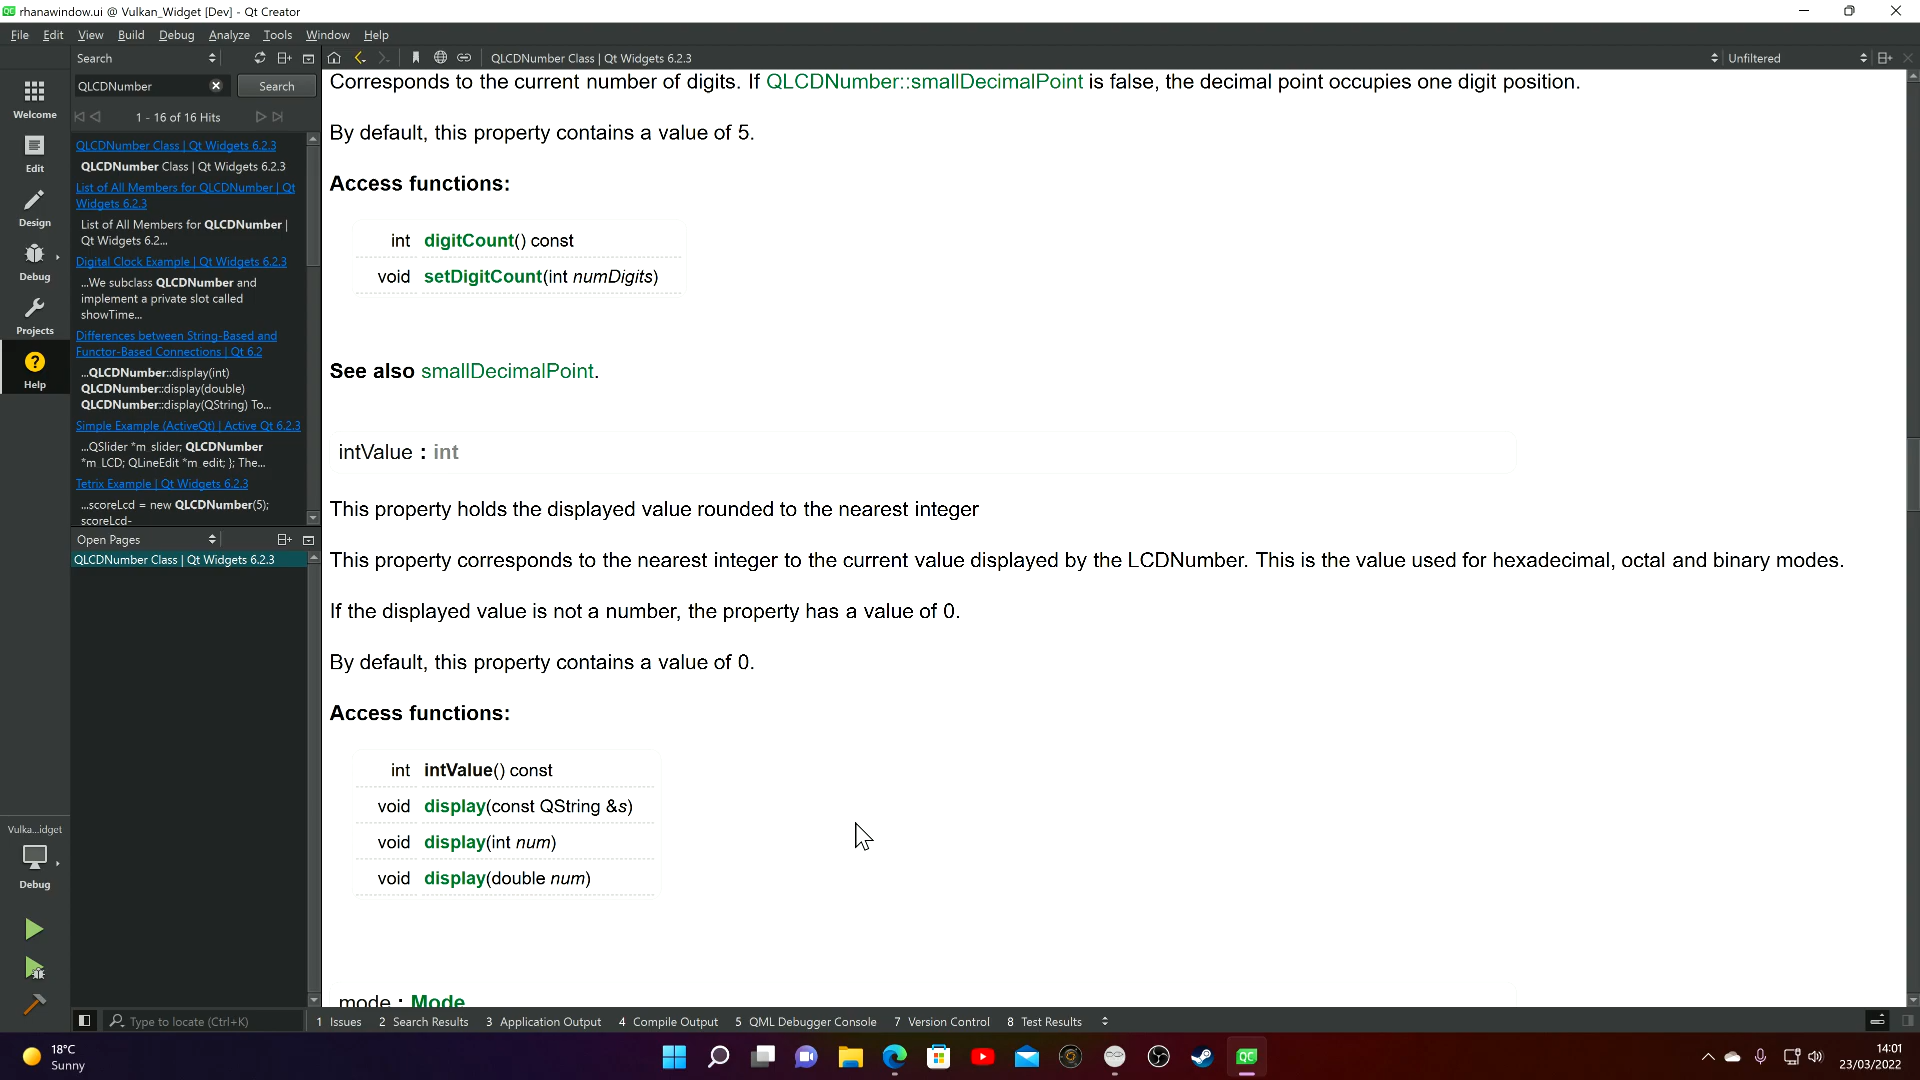 rhanawindow.ui @ Vulkan_Widget [Dev] - Qt Creator
File Edit View Build Debug Analyze Tools Window Help
Search
QLCDNumber Class | Qt Widgets 6.2.3
Unfiltered
QLCDNumber
Search
1 - 16 of 16 Hits
Welcome
Edit
Design
Debug
Projects
Help
QLCDNumber Class | Qt Widgets 6.2.3
QLCDNumber Class | Qt Widgets 6.2.3
List of All Members for QLCDNumber | Qt
Widgets 6.2.3
List of All Members for QLCDNumber |
Qt Widgets 6.2...
Digital Clock Example | Qt Widgets 6.2.3
...We subclass QLCDNumber and
implement a private slot called
showTime...
Differences between String-Based and
Functor-Based Connections | Qt 6.2
...QLCDNumber::display(int)
QLCDNumber::display(double)
QLCDNumber::display(QString) To...
Simple Example (ActiveQt) | Active Qt 6.2.3
...QSlider *m_slider; QLCDNumber
*m_LCD; QLineEdit *m_edit; }; The...
Tetrix Example | Qt Widgets 6.2.3
...scoreLcd = new QLCDNumber(5);
scoreLcd-
Open Pages
QLCDNumber Class | Qt Widgets 6.2.3
Corresponds to the current number of digits. If QLCDNumber::smallDecimalPoint is false, the decimal point occupies one digit position.
By default, this property contains a value of 5.
Access functions:
int digitCount() const
void setDigitCount(int numDigits)
See also smallDecimalPoint.
intValue : int
This property holds the displayed value rounded to the nearest integer
This property corresponds to the nearest integer to the current value displayed by the LCDNumber. This is the value used for hexadecimal, octal and binary modes.
If the displayed value is not a number, the property has a value of 0.
By default, this property contains a value of 0.
Access functions:
int intValue() const
void display(const QString &s)
void display(int num)
void display(double num)
mode : Mode
Vulka...idget
Debug
Type to locate (Ctrl+K)
1 Issues 2 Search Results 3 Application Output 4 Compile Output 5 QML Debugger Console 7 Version Control 8 Test Results
18°C
Sunny
QC
14:01
23/03/2022